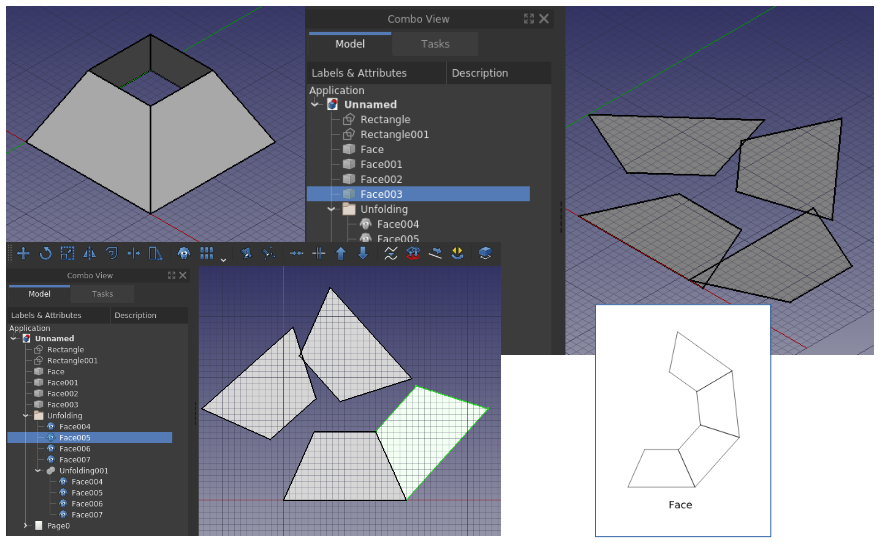 Combo View
Model
Tasks
Labels & Attributes
Description
Application
Unnamed
Rectangle
Rectangle001
Face
Face001
Face002
Face003
Unfolding
Face004
Face005
Combo View
Model
Tasks
Labels & Attributes
Description
Application
Unnamed
Rectangle
Rectangle001
Face
Face001
Face002
Face003
Unfolding
Face004
Face005
Face006
Face007
Unfolding001
Face004
Face005
Face006
Face007
Page0
Face